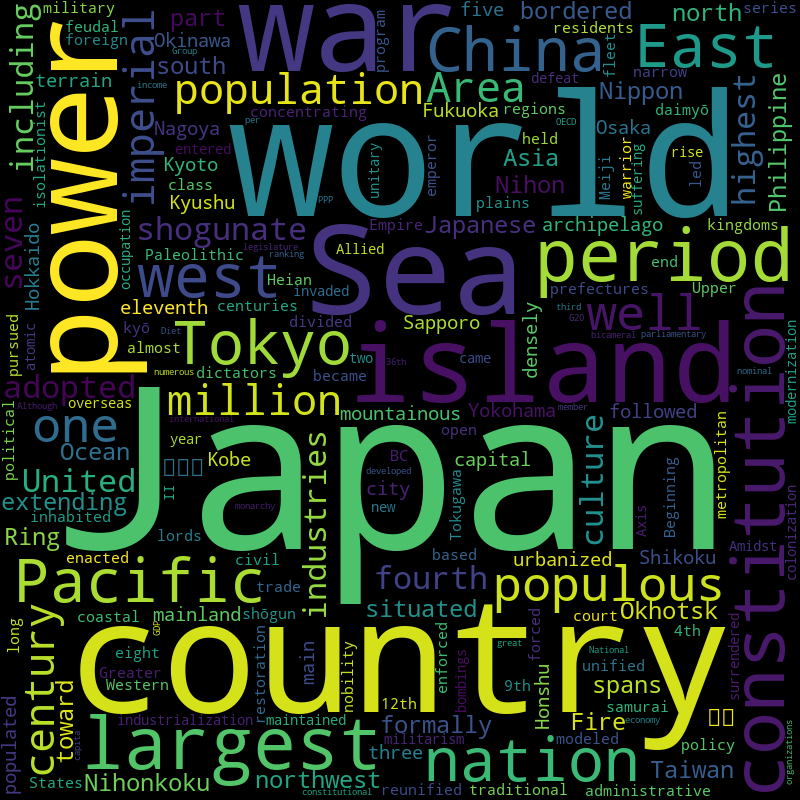 military
feudal
foreign
Group
Okinawa
part
five
bordered
north
series
residents
war
China
East
program
fleet
including
power
imperial
south
terrain
isolationist
population
Area
income
concentrating
Fukuoka
regions
defeat
narrow
Nippon
daimyō
highest
Philippine
world
Nagoya
entered
Kyoto
class
Kyushu
per
held
OECD
Osaka
Asia
Nihon
unitary
PPP
emperor
plains
Meiji
warrior
suffering
led
rise
seven
Hokkaido
occupation
shogunate
Empire
Japanese
archipelago
kingdoms
legislature
ranking
Allied
Paleolithic
Heian
invaded
west
Sea
period
end
prefectures
Upper
eleventh
centuries
pursued
atomic
kyō
Diet
divided
Sapporo
densely
two
36th
third
G20
bicameral
parliamentary
well
almost
Tokyo
dictators
became
came
numerous
island
nominal
modernization
adopted
Although
overseas
million
mountainous
Yokohama
member
followed
constitution
political
one
international
year
open
Ocean
Kobe
BC
capital
culture
metropolitan
United
II
developed
city
Japan
extending
industries
new
Tokugawa
Axis
Beginning
colonization
inhabited
monarchy
lords
Ring
enacted
civil
based
urbanized
Shikoku
Amidst
trade
Pacific
fourth
populous
long
coastal
mainland
shōgun
situated
court
Okhotsk
GDP
great
National
4th
century
eight
restoration
main
nobility
enforced
forced
unified
surrendered
Greater
Western
country
bombings
9th
Honshu
spans
12th
samurai
populated
toward
industrialization
formally
Fire
economy
maintained
militarism
modeled
largest
three
nation
policy
capita
Taiwan
organizations
States
Nihonkoku
northwest
constitutional
reunified
traditional
administrative